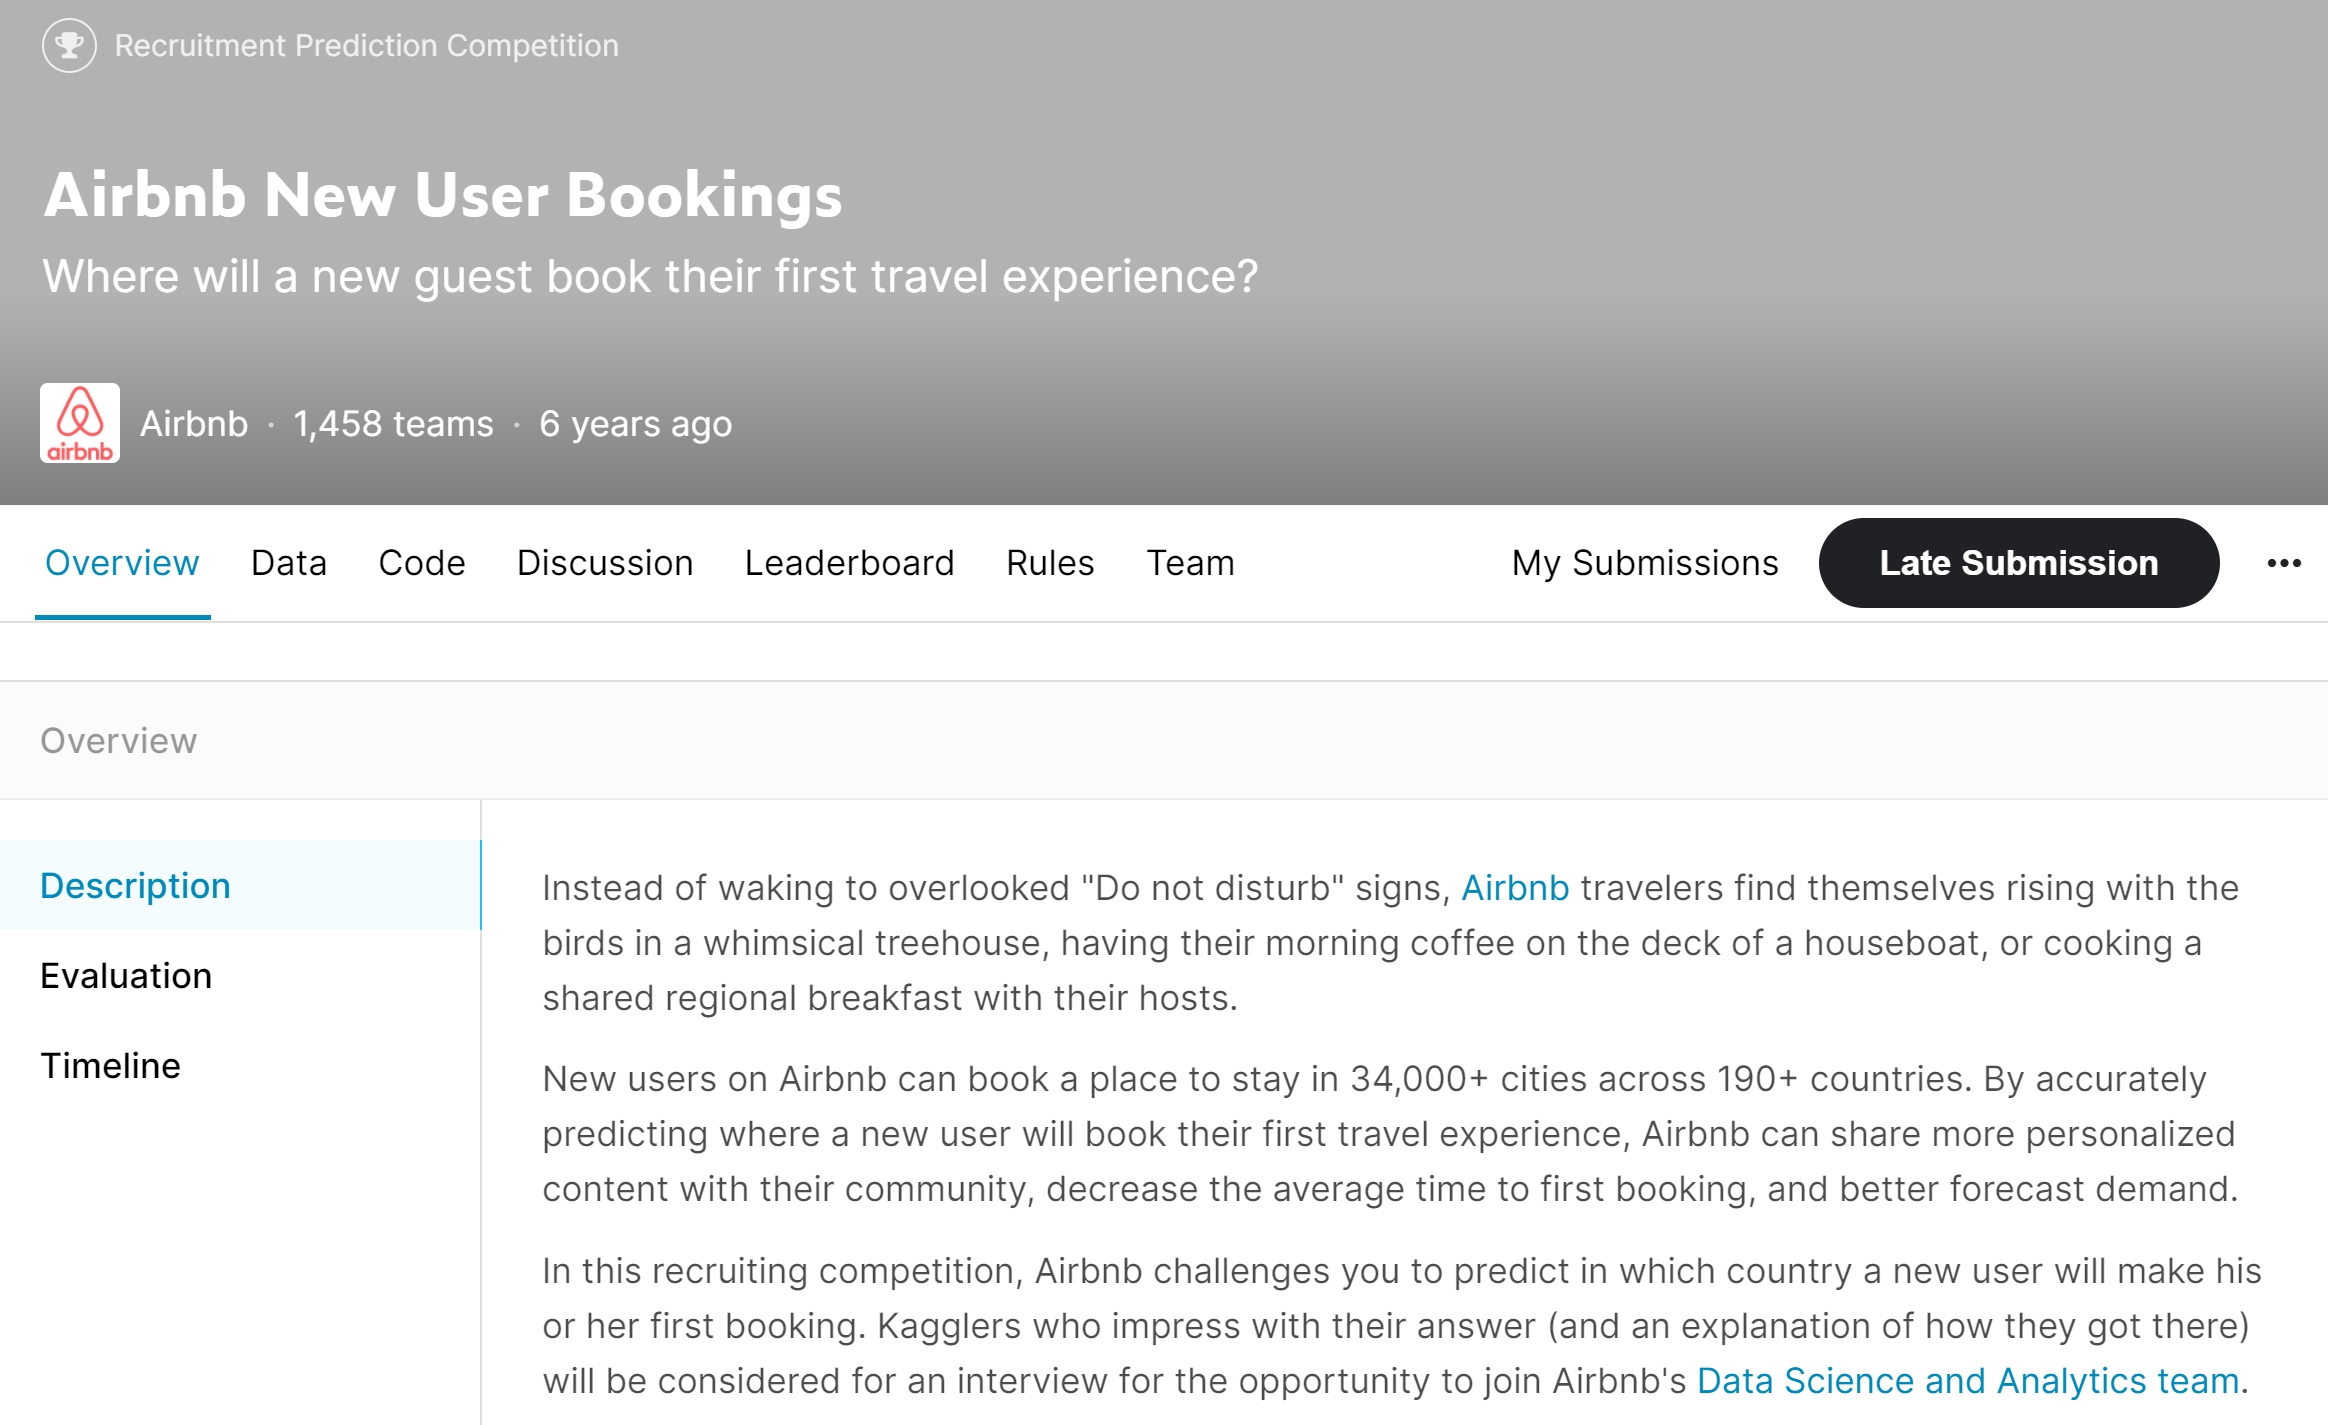 Recruitment Prediction Competition
Airbnb New User Bookings
Where will a new guest book their first travel experience?
airbnb
Airbnb · 1,458 teams · 6 years ago
Overview Data Code Discussion Leaderboard Rules Team My Submissions Late Submission •••
Overview
Description
Evaluation
Timeline
Instead of waking to overlooked "Do not disturb" signs, Airbnb travelers find themselves rising with the
birds in a whimsical treehouse, having their morning coffee on the deck of a houseboat, or cooking a
shared regional breakfast with their hosts.
New users on Airbnb can book a place to stay in 34,000+ cities across 190+ countries. By accurately
predicting where a new user will book their first travel experience, Airbnb can share more personalized
content with their community, decrease the average time to first booking, and better forecast demand.
In this recruiting competition, Airbnb challenges you to predict in which country a new user will make his
or her first booking. Kagglers who impress with their answer (and an explanation of how they got there)
will be considered for an interview for the opportunity to join Airbnb's Data Science and Analytics team.